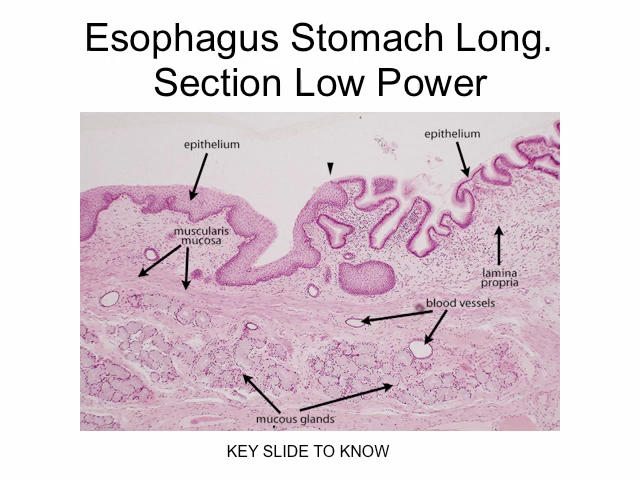 Esophagus Stomach Long.
Section Low Power
epithelium
epithelium
muscularis
mucosa
lamina
propria
blood vessels
mucous glands
KEY SLIDE TO KNOW